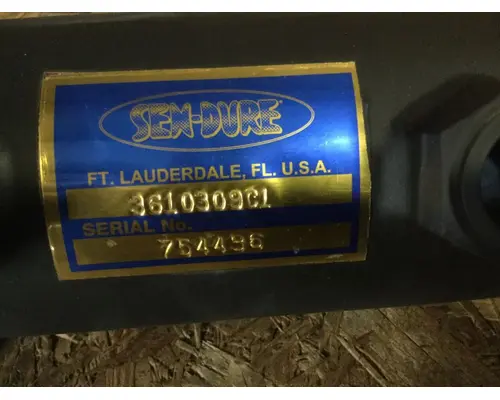 SEN-DURE
FT. LAUDERDALE, FL. U.S.A.
3610309C1
SERIAL No.
754496